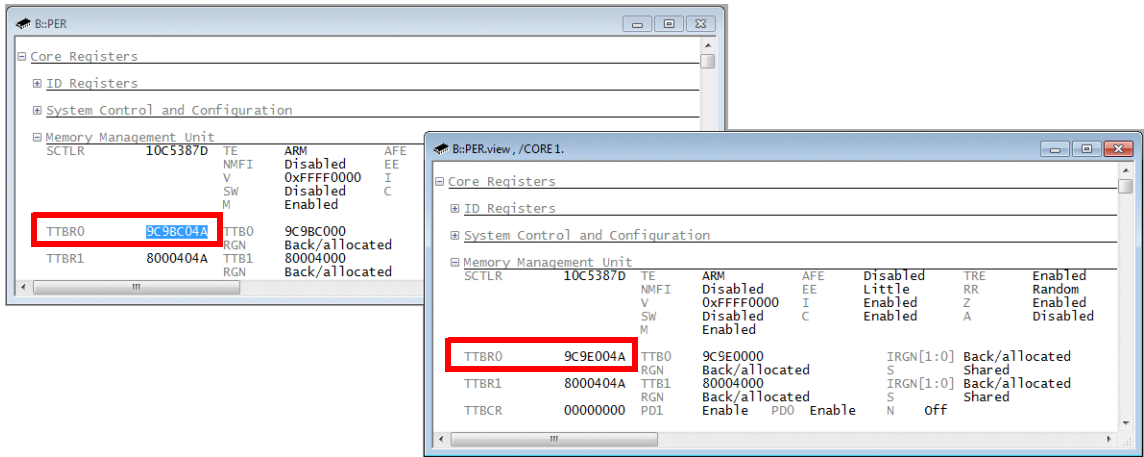 B::PER
Core Registers
ID Registers
System Control and Configuration
Memory Management Unit
SCTLR 10C5387D TE ARM AFE
NMFI Disabled EE
V 0xFFFF0000 I
SW Disabled C
M Enabled
TTBR0 9C9BC04A TTB0 9C9BC000
RGN Back/allocated
TTBR1 8000404A TTB1 80004000
RGN Back/allocated
B::PER.view , /CORE 1.
Core Registers
ID Registers
System Control and Configuration
Memory Management Unit
SCTLR 10C5387D TE ARM AFE Disabled TRE Enabled
NMFI Disabled EE Little RR Random
V 0xFFFF0000 I Enabled Z Enabled
SW Disabled C Enabled A Disabled
M Enabled
TTBR0 9C9E004A TTB0 9C9E0000 IRGN[1:0] Back/allocated
RGN Back/allocated S Shared
TTBR1 8000404A TTB1 80004000 IRGN[1:0] Back/allocated
RGN Back/allocated S Shared
TTBCR 00000000 PD1 Enable PD0 Enable N Off